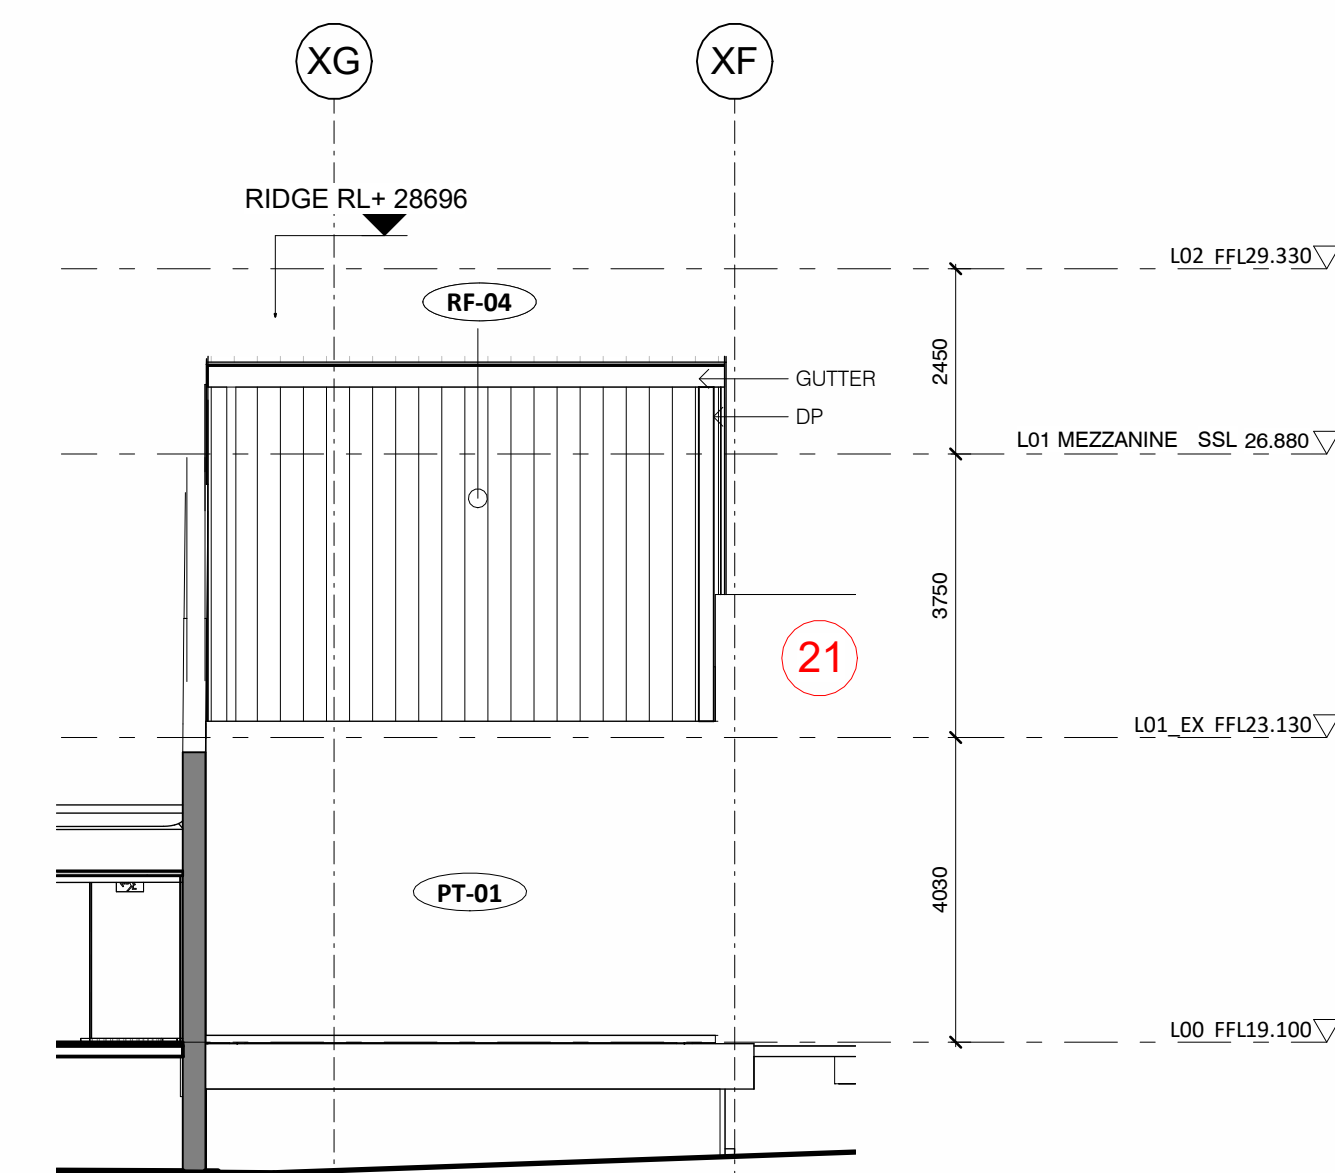 XG
XF
RIDGE RL+ 28696
L02 FFL29.330
RF-04
2450
GUTTER
DP
L01 MEZZANINE SSL 26.880
3750
21
L01_EX FFL23.130
4030
PT-01
L00 FFL19.100